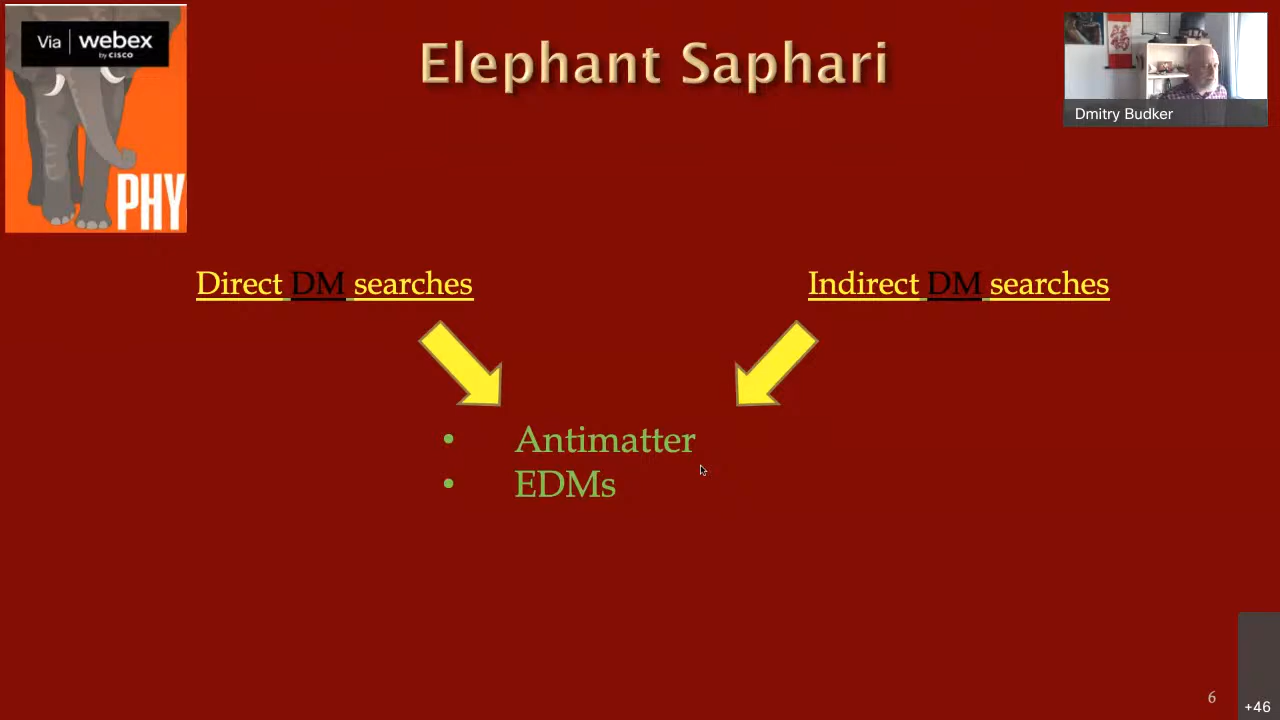 Via | webex
by CISCO
Elephant Saphari
Dmitry Budker
PHY
Direct DM searches
Indirect DM searches
• Antimatter
• EDMs
6
+46